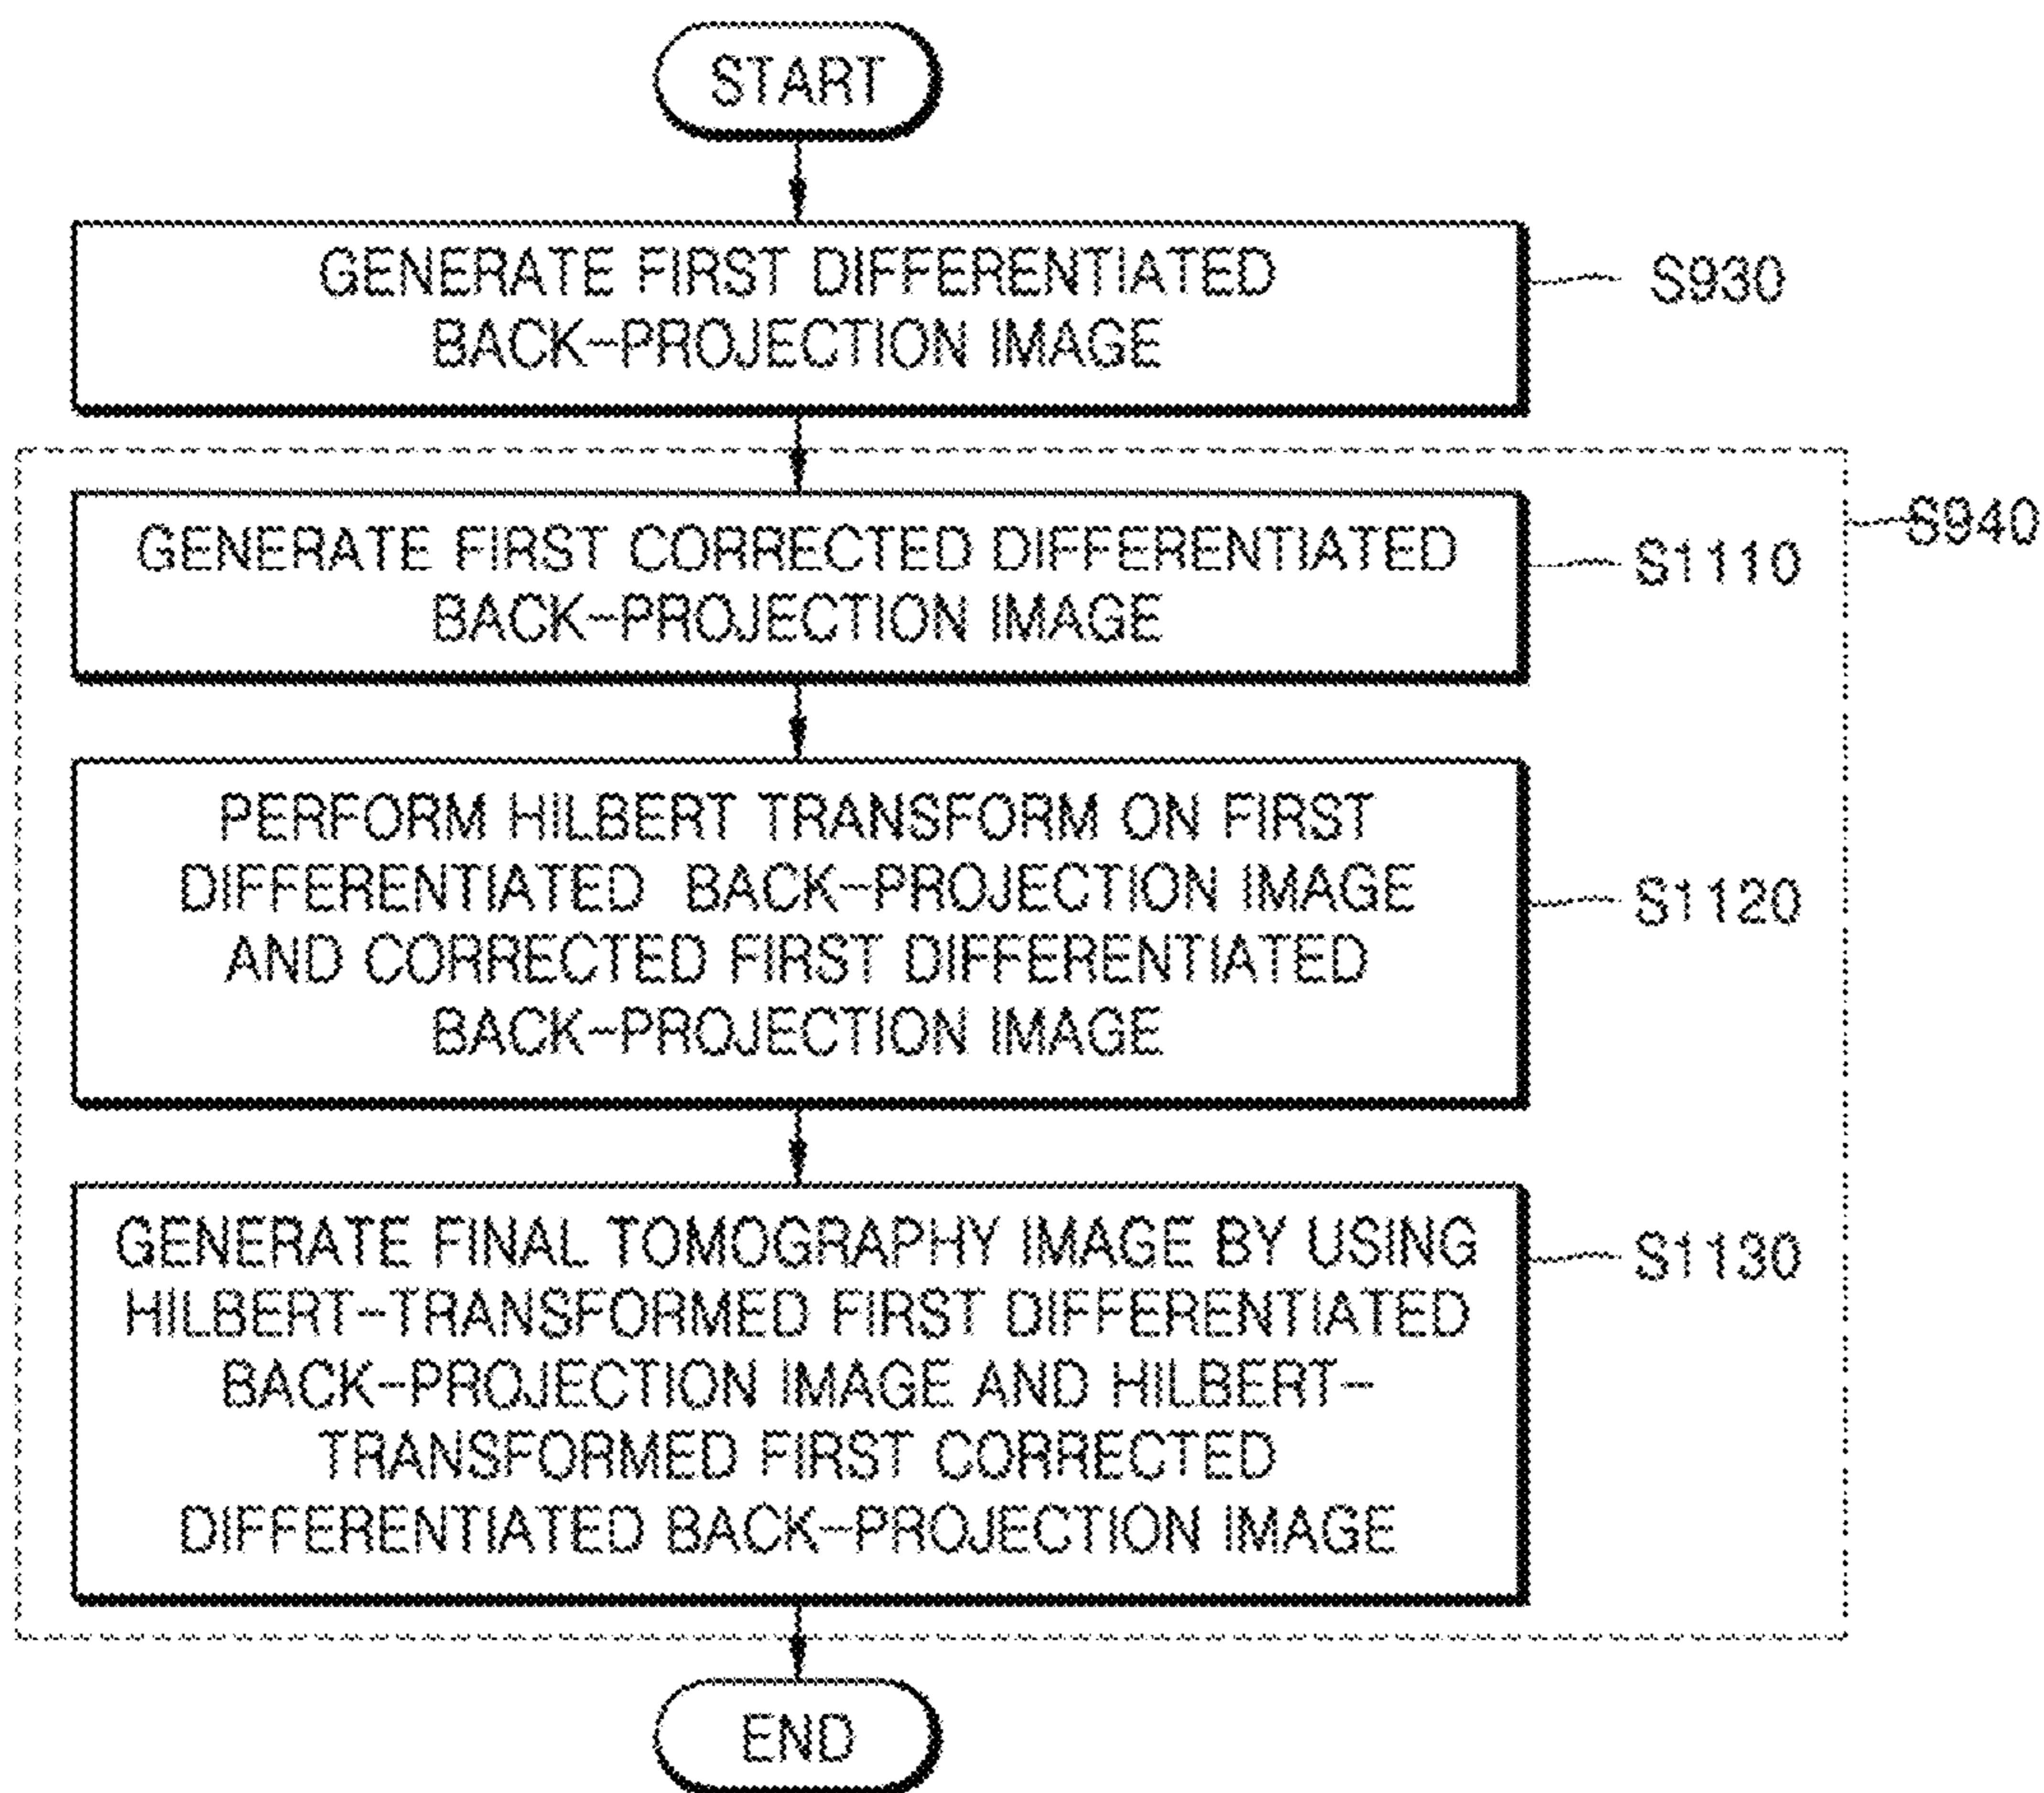 START
GENERATE FIRST DIFFERENTIATED
BACK-PROJECTION IMAGE
S930
S940
GENERATE FIRST CORRECTED DIFFERENTIATED
BACK-PROJECTION IMAGE
S1110
PERFORM HILBERT TRANSFORM ON FIRST
DIFFERENTIATED BACK-PROJECTION IMAGE
AND CORRECTED FIRST DIFFERENTIATED
BACK-PROJECTION IMAGE
S1120
GENERATE FINAL TOMOGRAPHY IMAGE BY USING
HILBERT-TRANSFORMED FIRST DIFFERENTIATED
BACK-PROJECTION IMAGE AND HILBERT-
TRANSFORMED FIRST CORRECTED
DIFFERENTIATED BACK-PROJECTION IMAGE
S1130
END